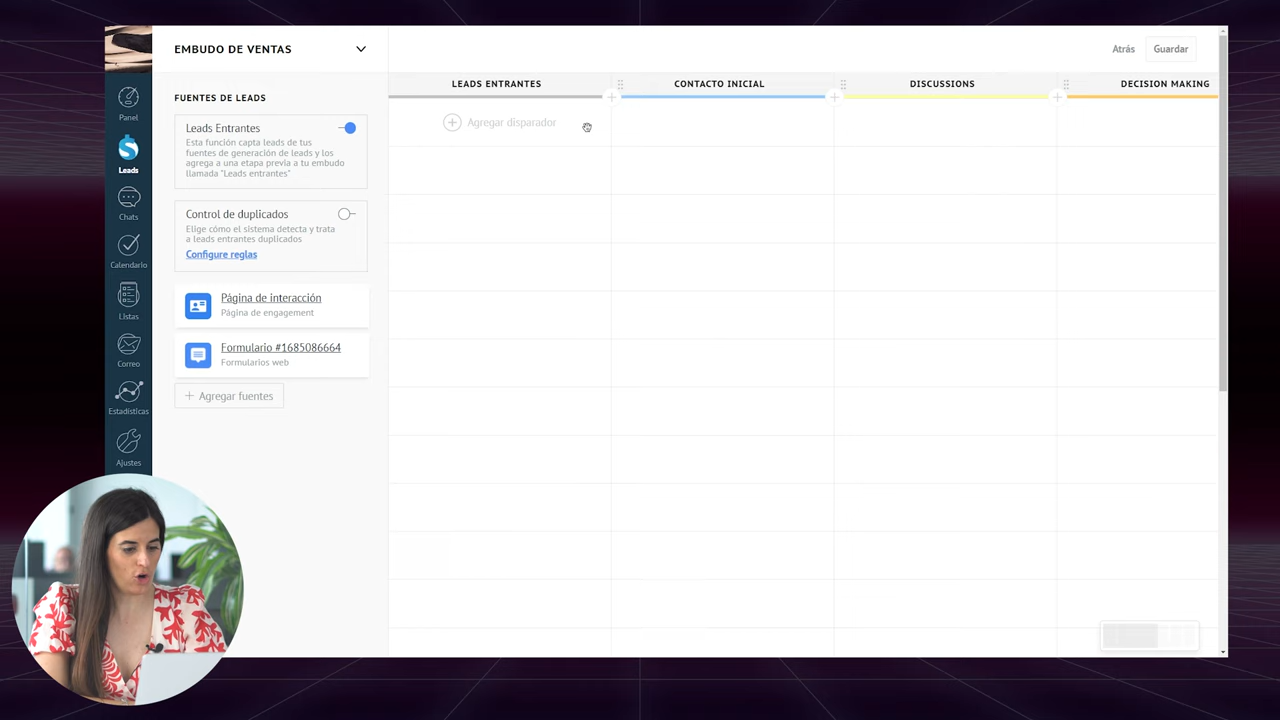 EMBUDO DE VENTAS
Atrás
Guardar
LEADS ENTRANTES
CONTACTO INICIAL
DISCUSSIONS
DECISION MAKING
Panel
Leads
Chats
Calendario
Listas
Correo
Estadísticas
Ajustes
FUENTES DE LEADS
Leads Entrantes
Esta función capta leads de tus
fuentes de generación de leads y los
agrega a una etapa previa a tu embudo
llamada "Leads entrantes"
Control de duplicados
Elige cómo el sistema detecta y trata
a leads entrantes duplicados
Configure reglas
Página de interacción
Página de engagement
Formulario #1685086664
Formularios web
Agregar fuentes
Agregar disparador